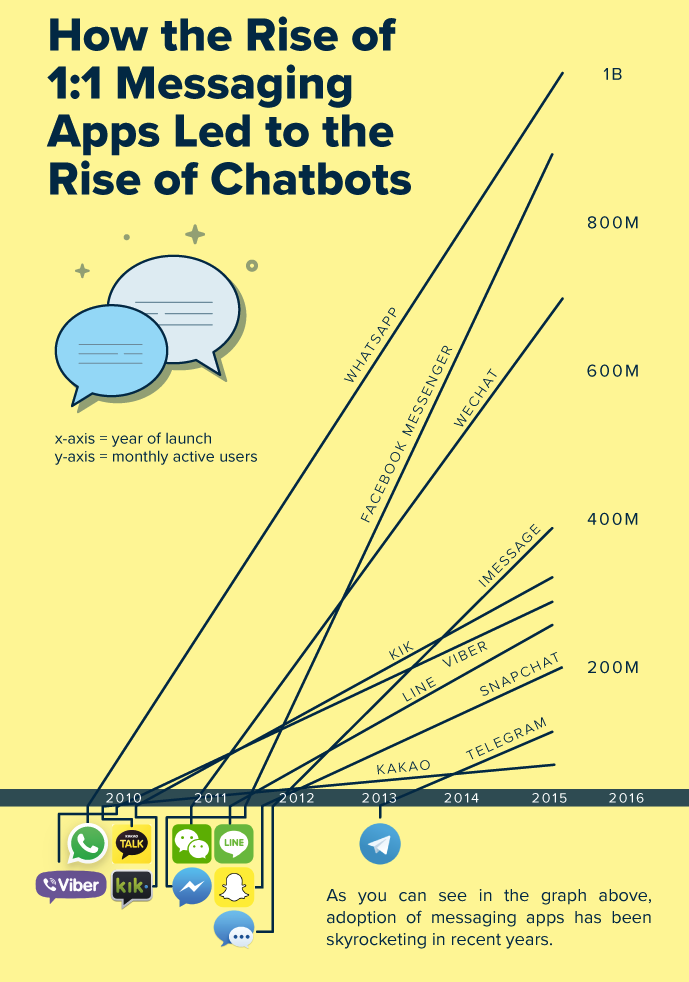 How the Rise of
1:1 Messaging
Apps Led to the
Rise of Chatbots
1B
800M
600M
400M
200M
x-axis = year of launch
y-axis = monthly active users
WHATSAPP
FACEBOOK MESSENGER
WECHAT
IMESSAGE
KIK
VIBER
LINE
SNAPCHAT
TELEGRAM
KAKAO
2010 2011 2012 2013 2014 2015 2016
KAKAO
TALK
LINE
Viber
kik
As you can see in the graph above,
adoption of messaging apps has been
skyrocketing in recent years.